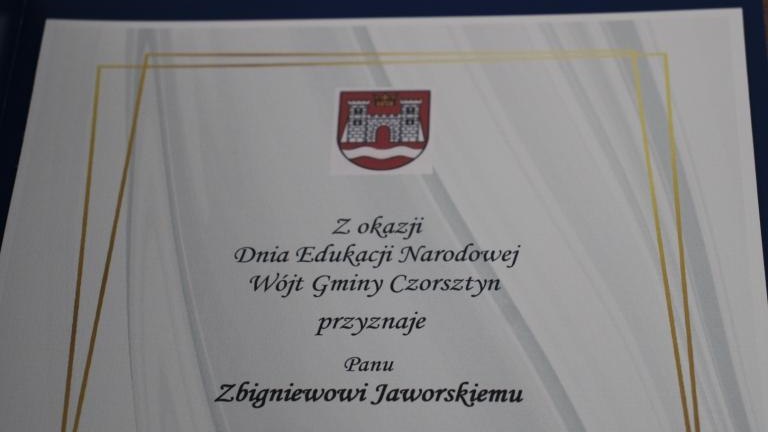 Z okazji
Dnia Edukacji Narodowej
Wójt Gminy Czorsztyn
przyznaje
Panu
Zbigniewowi Jaworskiemu